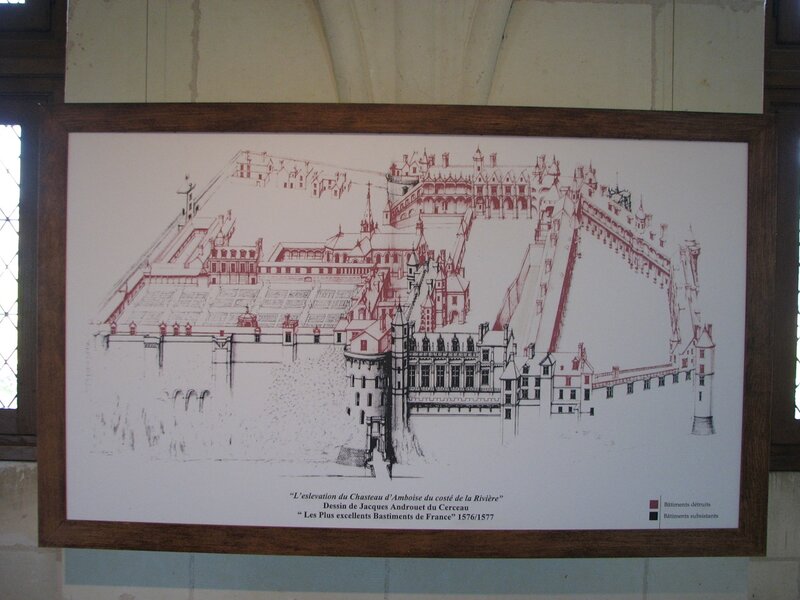 "L'eslevation du Chasteau d'Amboise du costé de la Rivière"
Dessin de Jacques Androuet du Cerceau
" Les Plus excellents Bastiments de France" 1576/1577
Bâtiments détruits
Bâtiments subsistants